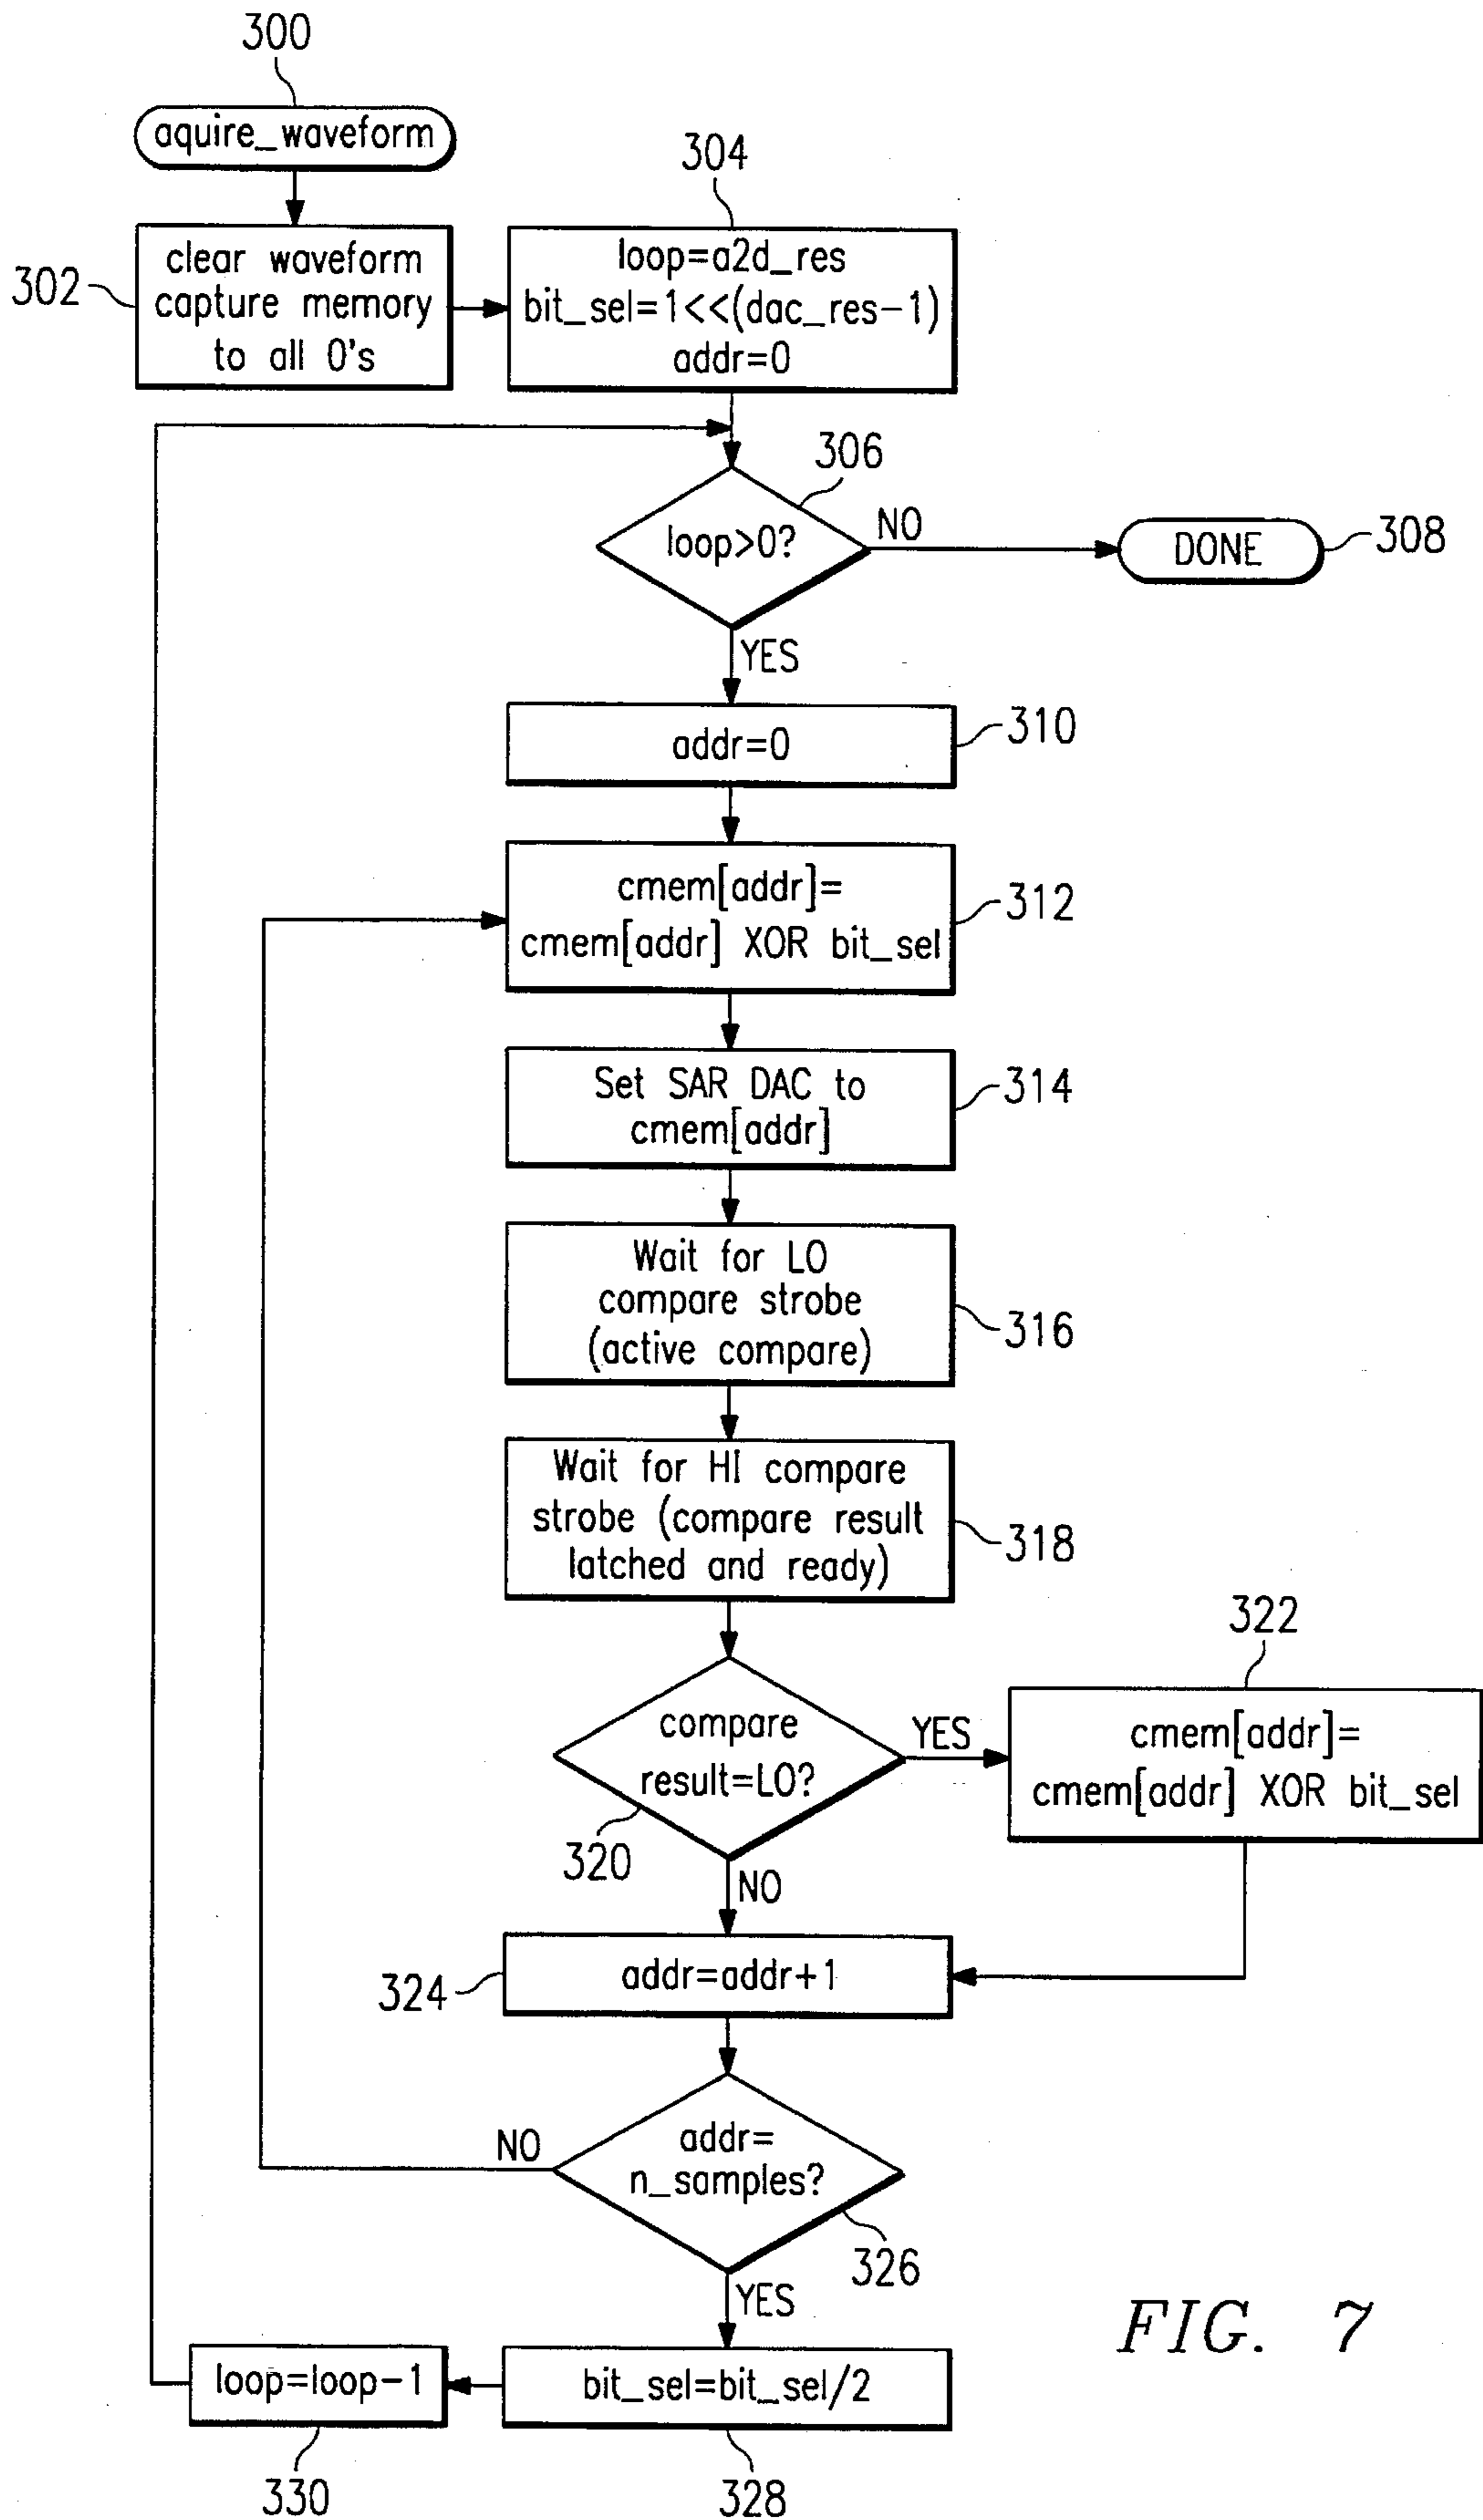 300
aquire_waveform
304
302
clear waveform
capture memory
to all 0's
loop=a2d_res
bit_sel=1<<(dac_res-1)
addr=0
306
loop>0?
NO
DONE
308
YES
addr=0
310
cmem[addr]=
cmem[addr] XOR bit_sel
312
Set SAR DAC to
cmem[addr]
314
Wait for LO
compare strobe
(active compare)
316
Wait for HI compare
strobe (compare result
latched and ready)
318
322
compare
result=LO?
YES
cmem[addr]=
cmem[addr] XOR bit_sel
320
NO
324
addr=addr+1
NO
addr=
n_samples?
326
YES
FIG. 7
loop=loop-1
bit_sel=bit_sel/2
330
328